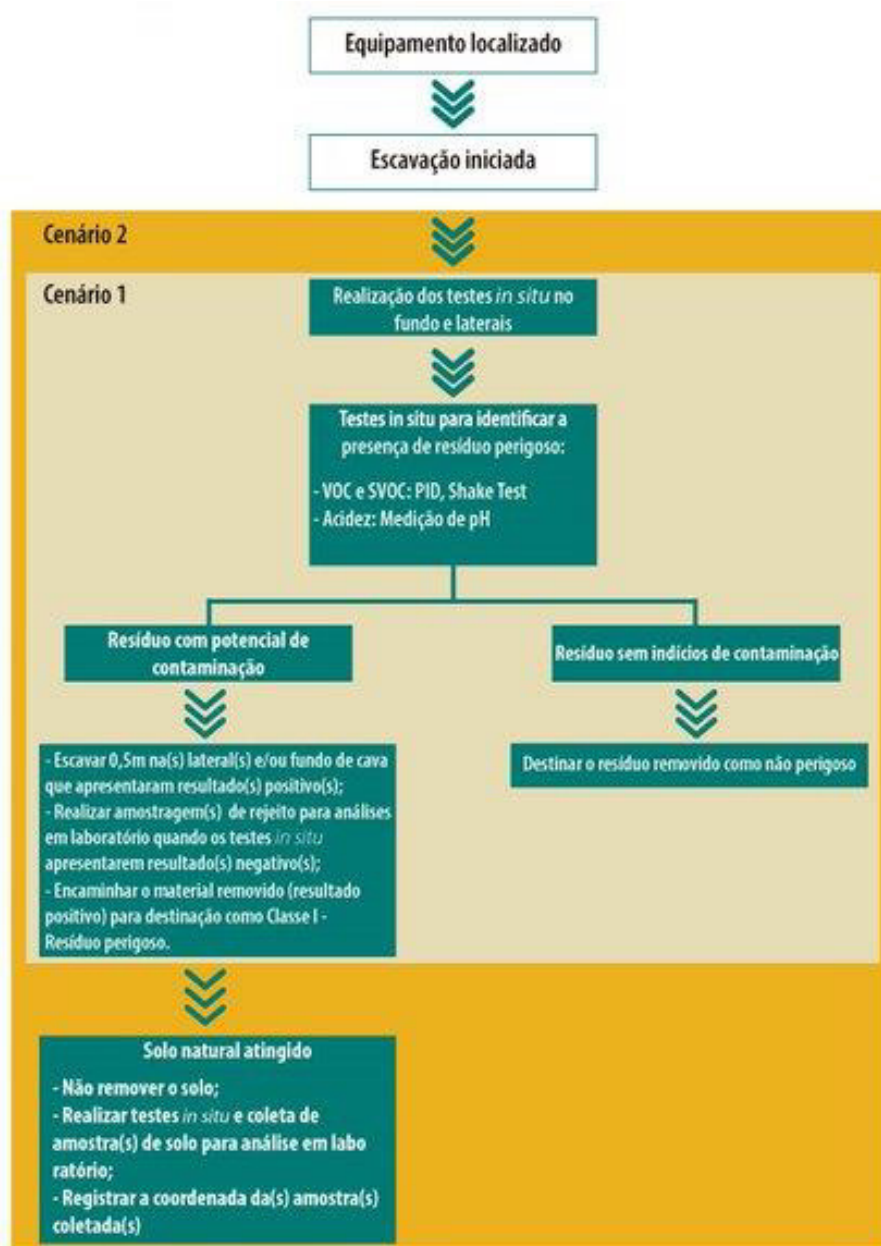 Equipamento localizado
Escavação iniciada
Cenário 2
Cenário 1
Realização dos testes in situ no
fundo e laterais
Testes in situ para identificar a
presença de resíduo perigoso:
- VOC e SVOC: PID, Shake Test
- Acidez: Medição de pH
Resíduo com potencial de
contaminação
Resíduo sem indícios de contaminação
- Escavar 0,5m na(s) lateral(s) e/ou fundo de cava
que apresentaram resultado(s) positivo(s);
- Realizar amostragem(s) de rejeito para análises
em laboratório quando os testes in situ
apresentarem resultado(s) negativo(s);
- Encaminhar o material removido (resultado
positivo) para destinação como Classe I -
Resíduo perigoso.
Destinar o resíduo removido como não perigoso
Solo natural atingido
- Não remover o solo;
- Realizar testes in situ e coleta de
amostra(s) de solo para análise em labo
ratório;
- Registrar a coordenada da(s) amostra(s)
coletada(s)